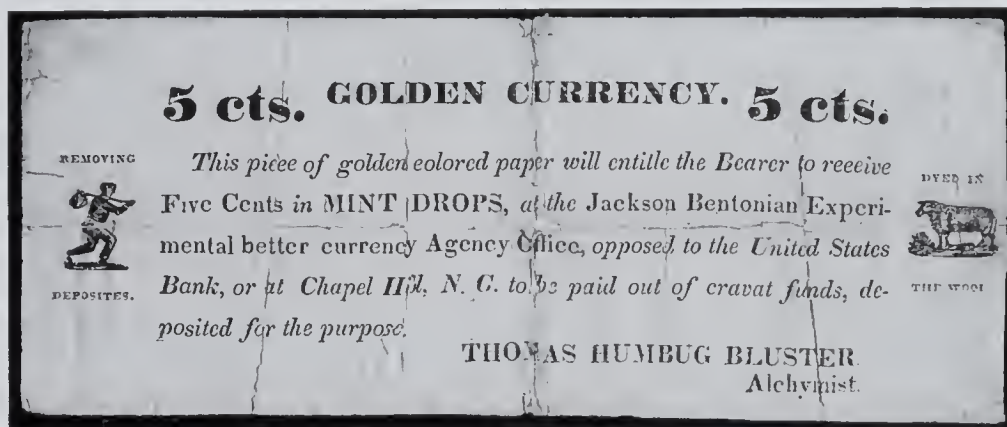 5 cts. GOLDEN CURRENCY. 5 cts.
REMOVING
DEPOSITES.
This piece of golden colored paper will entitle the Bearer to receive
Five Cents in MINT DROPS, at the Jackson Bentonian Experi-
mental better currency Agency Office, opposed to the United States
Bank, or at Chapel Hill, N. C. to be paid out of cravat funds, de-
posited for the purpose.
DYED IN
THE WOOL
THOMAS HUMBUG BLUSTER.
Alchymist.